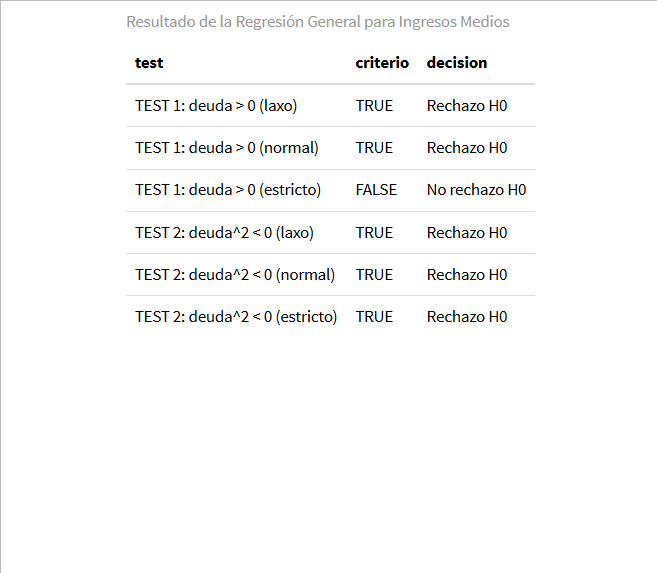 Resultado de la Regresión General para Ingresos Medios
test criterio decision
TEST 1: deuda > 0 (laxo) TRUE Rechazo H0
TEST 1: deuda > 0 (normal) TRUE Rechazo H0
TEST 1: deuda > 0 (estricto) FALSE No rechazo H0
TEST 2: deuda^2 < 0 (laxo) TRUE Rechazo H0
TEST 2: deuda^2 < 0 (normal) TRUE Rechazo H0
TEST 2: deuda^2 < 0 (estricto) TRUE Rechazo H0